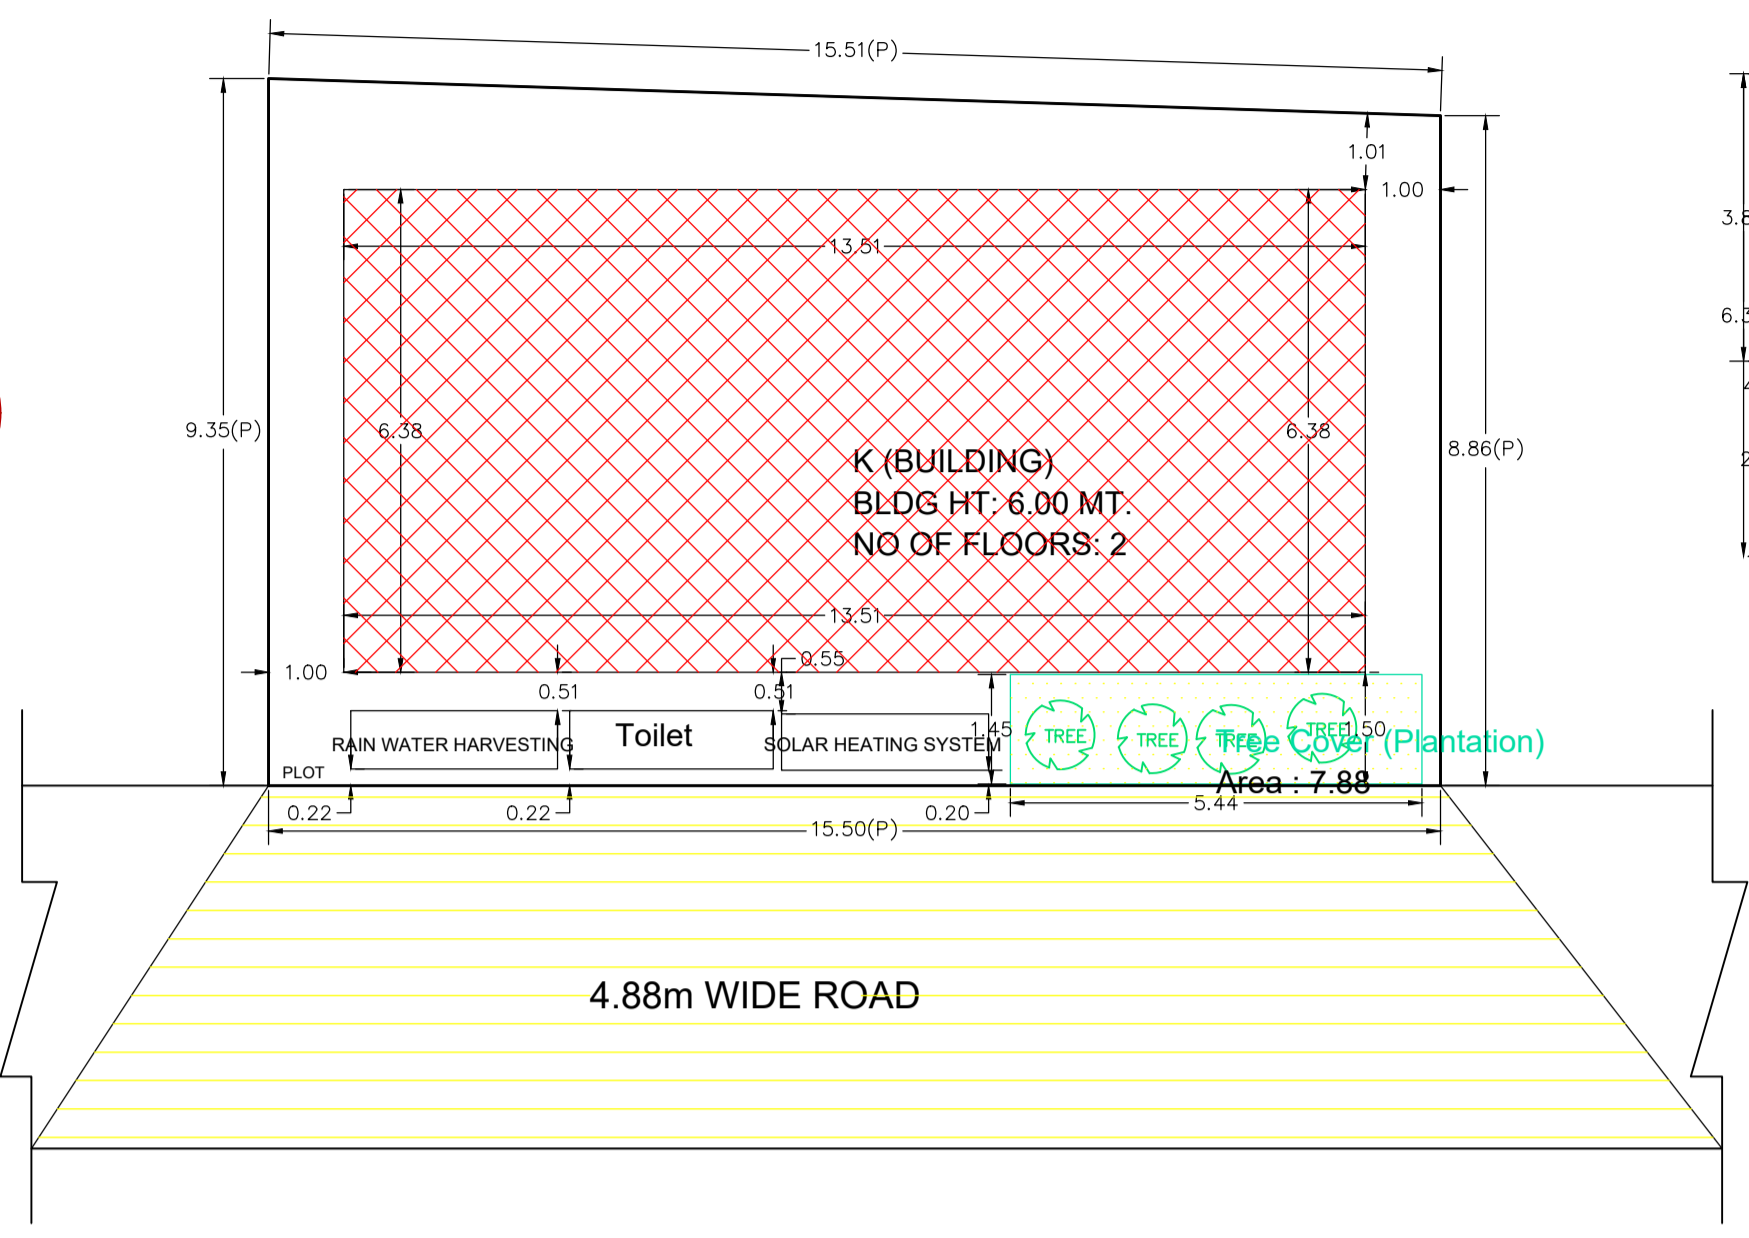 15.51(P)
1.01
1.00
3.8
13.51
6.3
9.35(P)
6.38
6.38
8.86(P)
K (BUILDING)
BLDG HT: 6.00 MT.
NO OF FLOORS: 2
13.51
1.00
0.55
0.51
0.51
1.45
1.50
RAIN WATER HARVESTING
Toilet
SOLAR HEATING SYSTEM
TREE
TREE
TREE
TREE
Tree Cover (Plantation)
PLOT
Area : 7.88
0.22
0.22
0.20
5.44
15.50(P)
4.88m WIDE ROAD